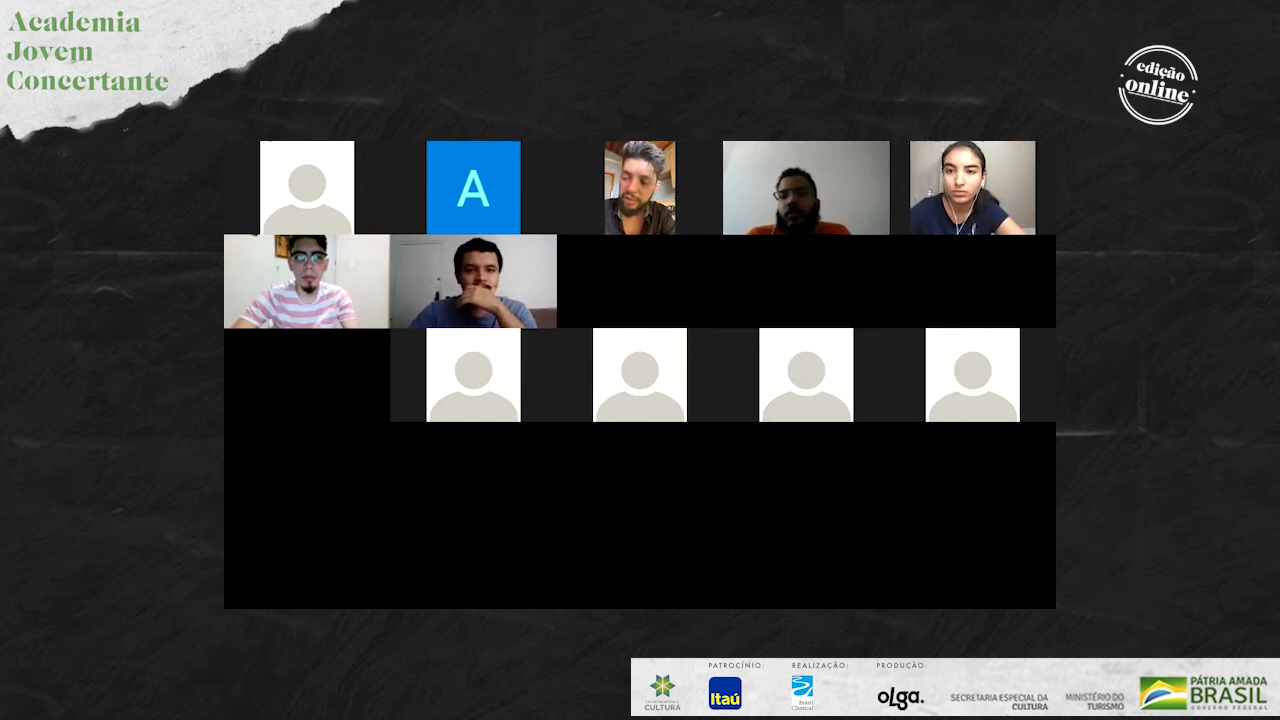 Academia
Jovem
Concertante
edição
online
A
PATROCÍNIO:
REALIZAÇÃO:
PRODUÇÃO:
CULTURA
Itaú
Brasil
Classical
olga.
SECRETARIA ESPECIAL DA
CULTURA
MINISTÉRIO DO
TURISMO
PÁTRIA AMADA
BRASIL
GOVERNO FEDERAL